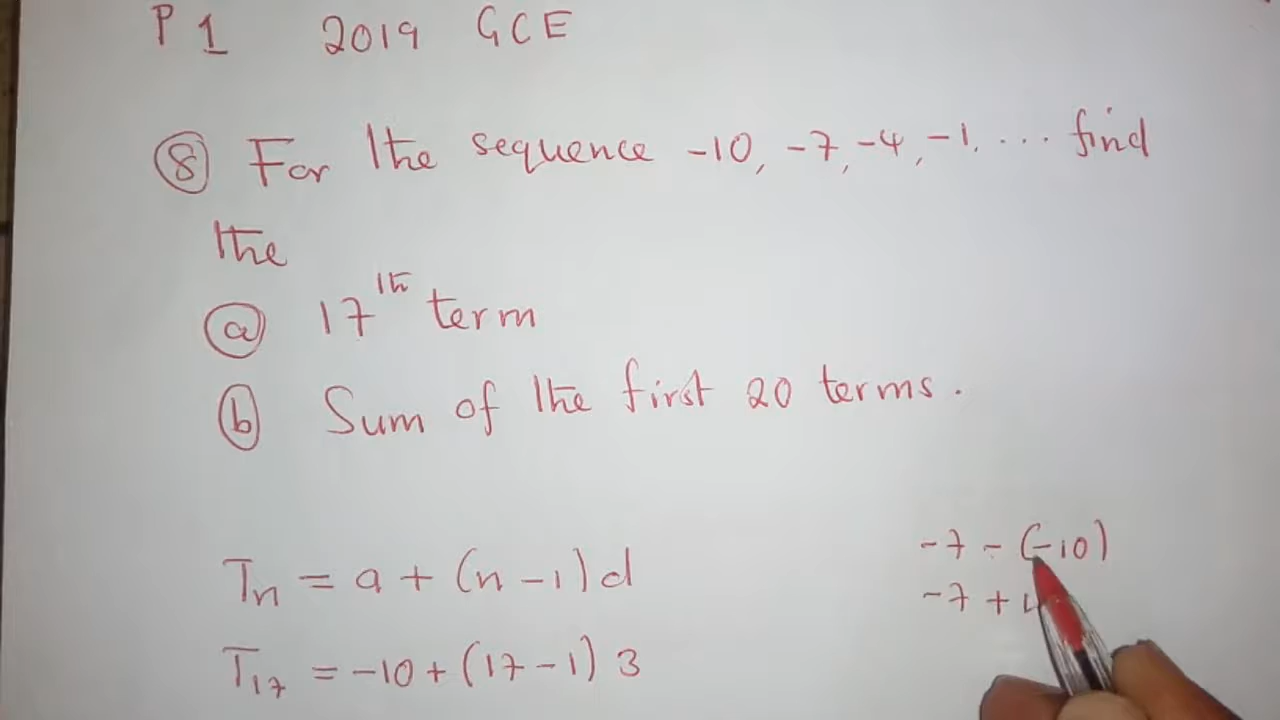 P1 2019 GCE
⑧ For the sequence -10, -7, -4, -1, ... find
the
ⓐ 17th term
ⓑ Sum of the first 20 terms.
Tn = a + (n - 1)d
-7 - (-10)
-7 +
T17 = -10 + (17 - 1) 3